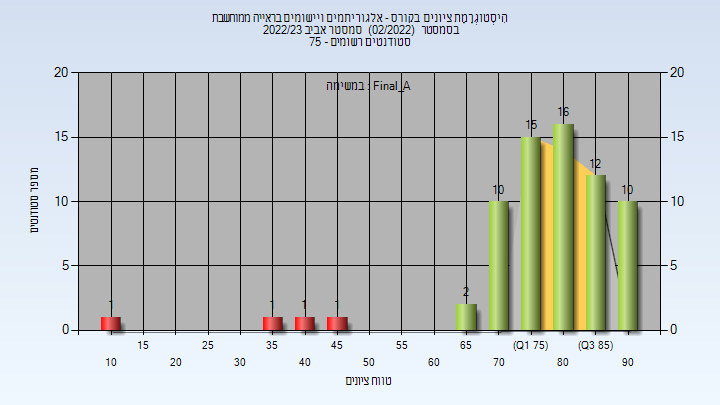 היסטוגרמת ציונים בקורס - אלגוריתמים ויישומים בראייה ממוחשבת
בסמסטר (02/2022) סמסטר אביב 2022/23
סטודנטים רשומים - 75
במשימה : Final_A
מספר סטודנטים
20 20
15 15
10 10
5 5
0 0
1 1 1 1 2 10 15 16 12 10
15 25 35 45 55 65 (Q1 75) (Q3 85)
10 20 30 40 50 60 70 80 90
טווח ציונים